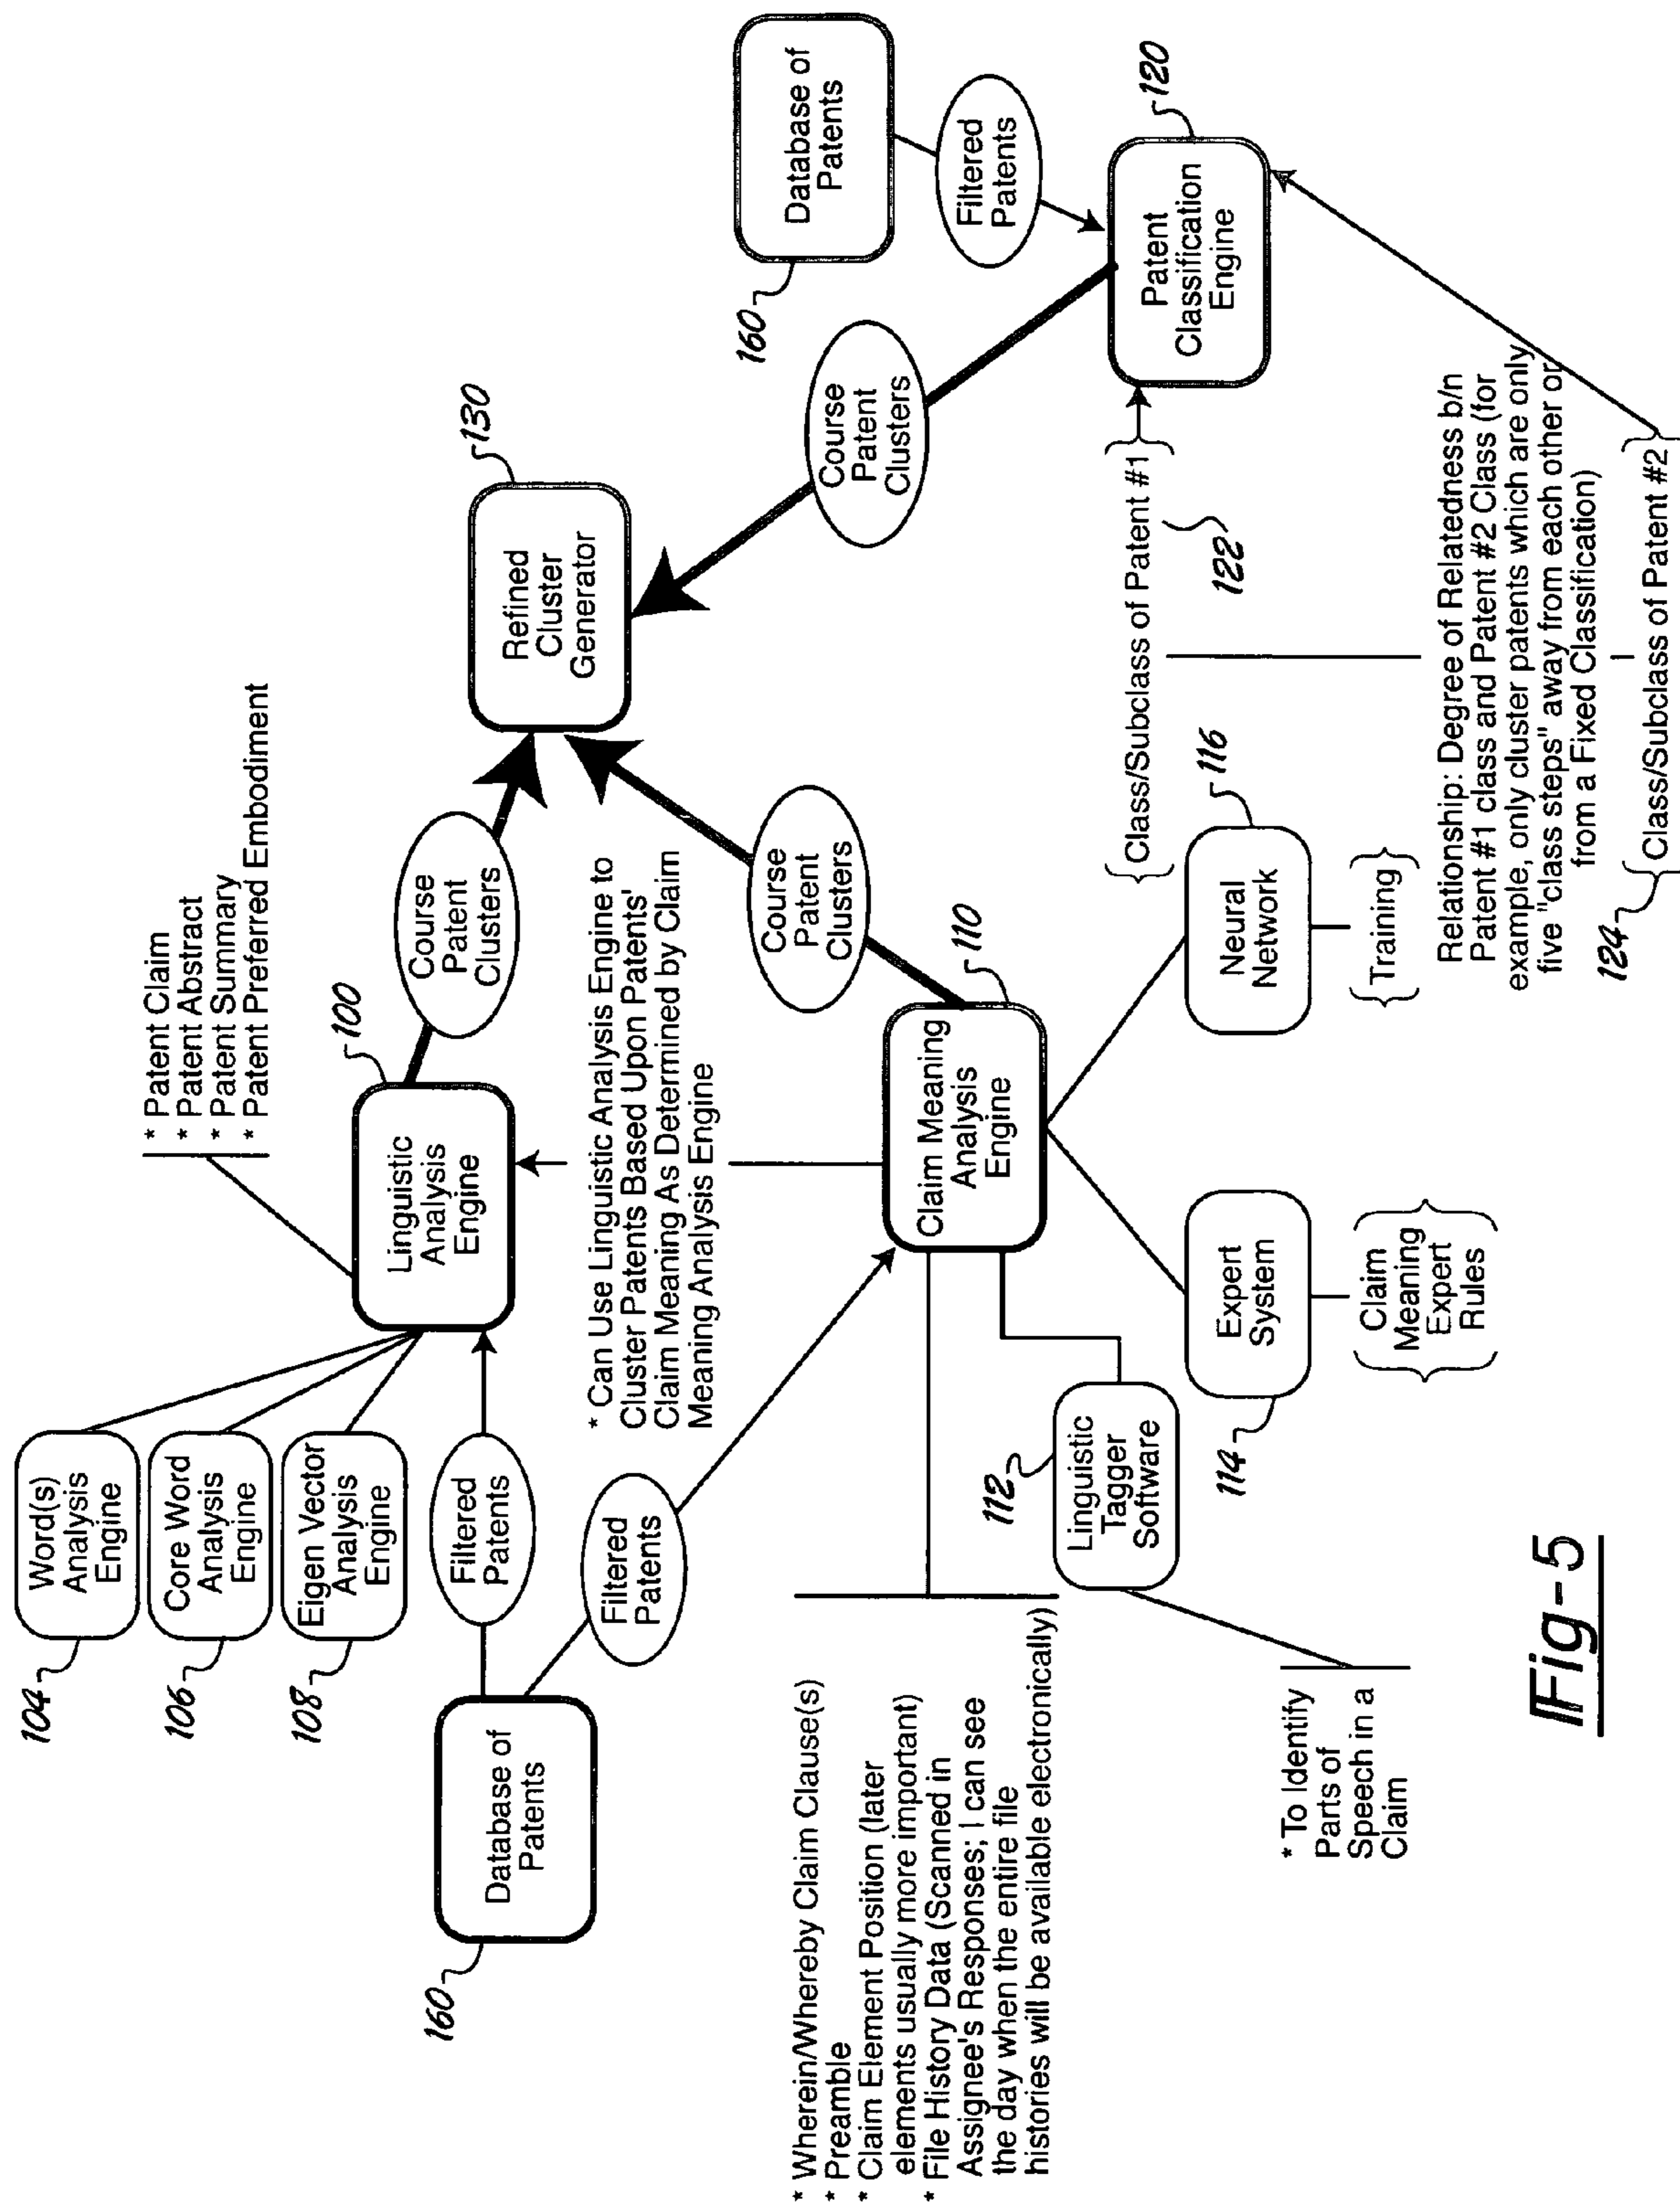 104
Word(s)
Analysis
Engine
106
Core Word
Analysis
Engine
108
Eigen Vector
Analysis
Engine
* Patent Claim
* Patent Abstract
* Patent Summary
* Patent Preferred Embodiment
160
Database of
Patents
Filtered
Patents
Filtered
Patents
100
Linguistic
Analysis
Engine
Course
Patent
Clusters
130
Refined
Cluster
Generator
* Can Use Linguistic Analysis Engine to
Cluster Patents Based Upon Patents'
Claim Meaning As Determined by Claim
Meaning Analysis Engine
Course
Patent
Clusters
Course
Patent
Clusters
160
Database of
Patents
Filtered
Patents
120
Patent
Classification
Engine
110
Claim Meaning
Analysis
Engine
* Wherein/Whereby Claim Clause(s)
* Preamble
* Claim Element Position (later
elements usually more important)
* File History Data (Scanned in
Assignee's Responses; I can see
the day when the entire file
histories will be available electronically)
112
Linguistic
Tagger
Software
* To Identify
Parts of
Speech in a
Claim
114
Expert
System
{Claim
Meaning
Expert
Rules}
116
Neural
Network
{Training}
{Class/Subclass of Patent #1}
122
Relationship: Degree of Relatedness b/n
Patent #1 class and Patent #2 Class (for
example, only cluster patents which are only
five "class steps" away from each other or
from a Fixed Classification)
124
{Class/Subclass of Patent #2}
Fig-5